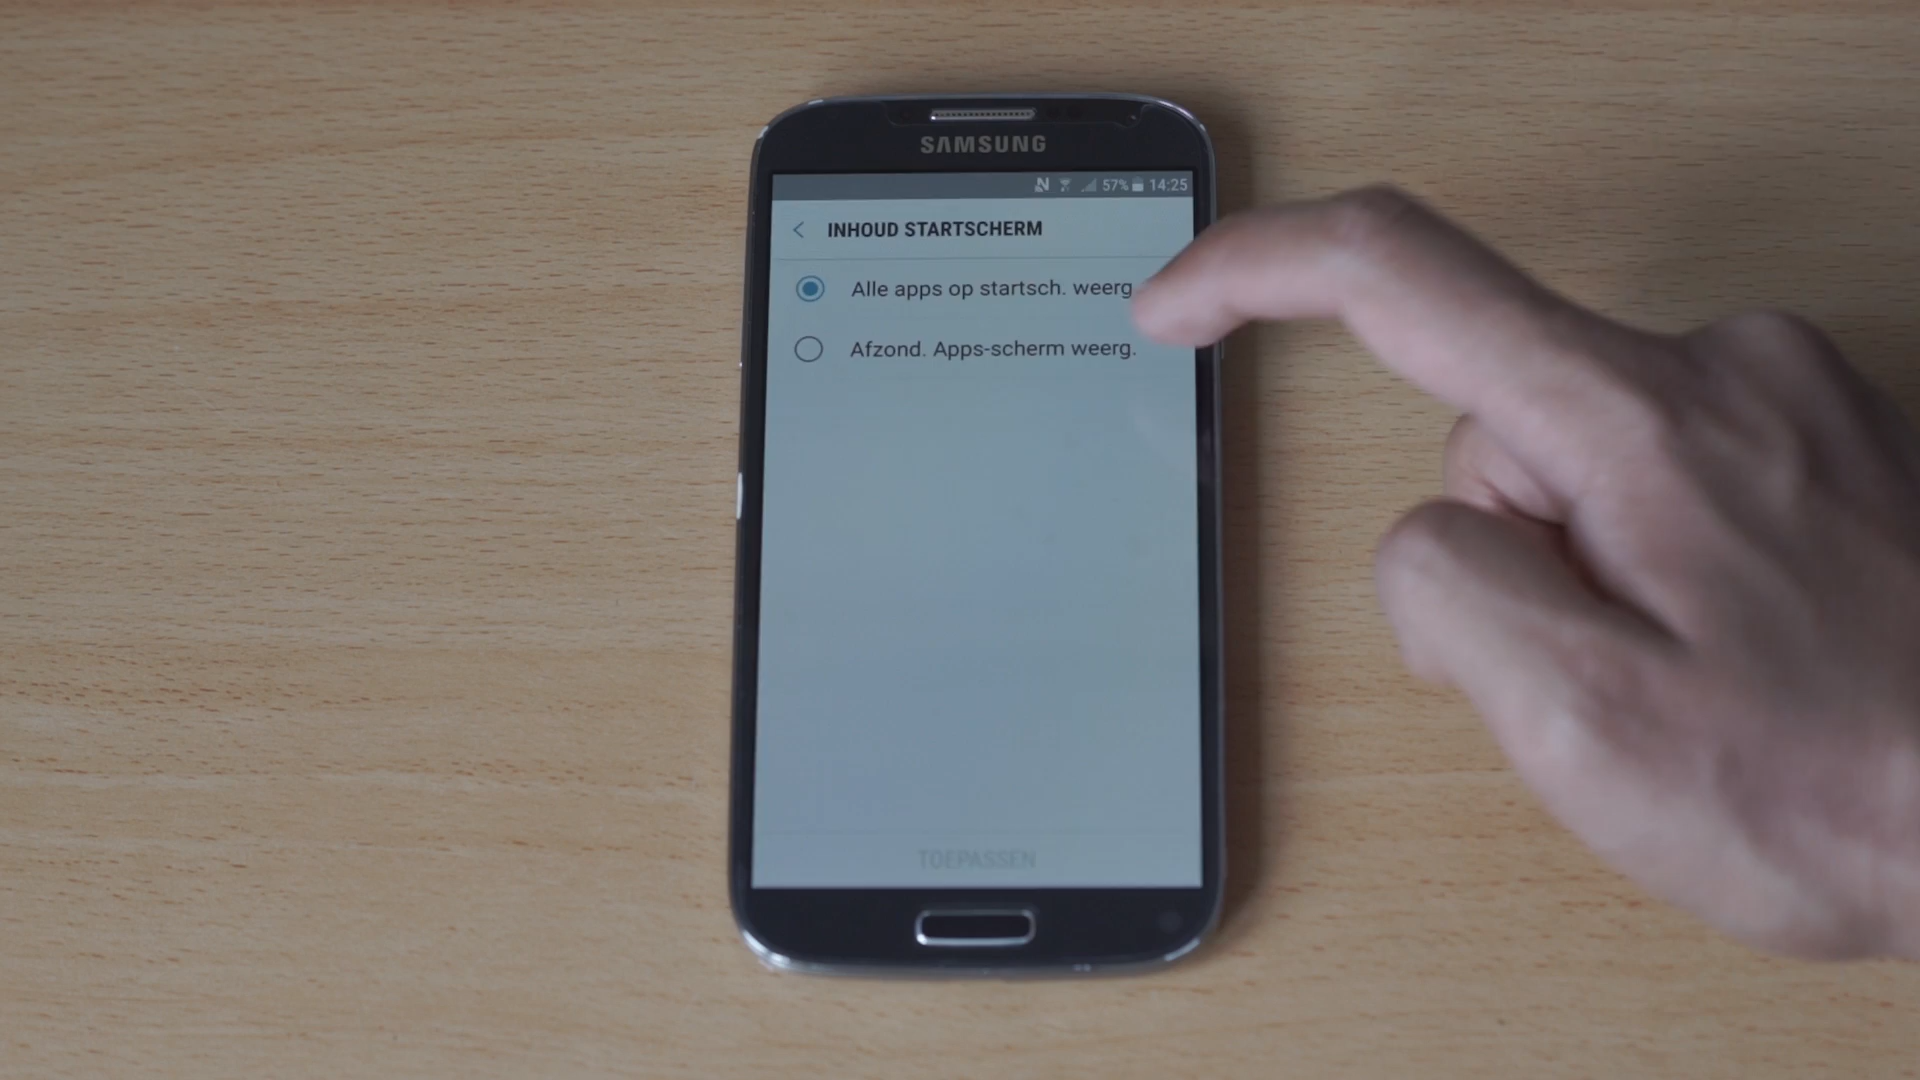 SAMSUNG
57% 14:25
INHOUD STARTSCHERM
Alle apps op startsch. weerg
Afzond. Apps-scherm weerg.
TOEPASSEN